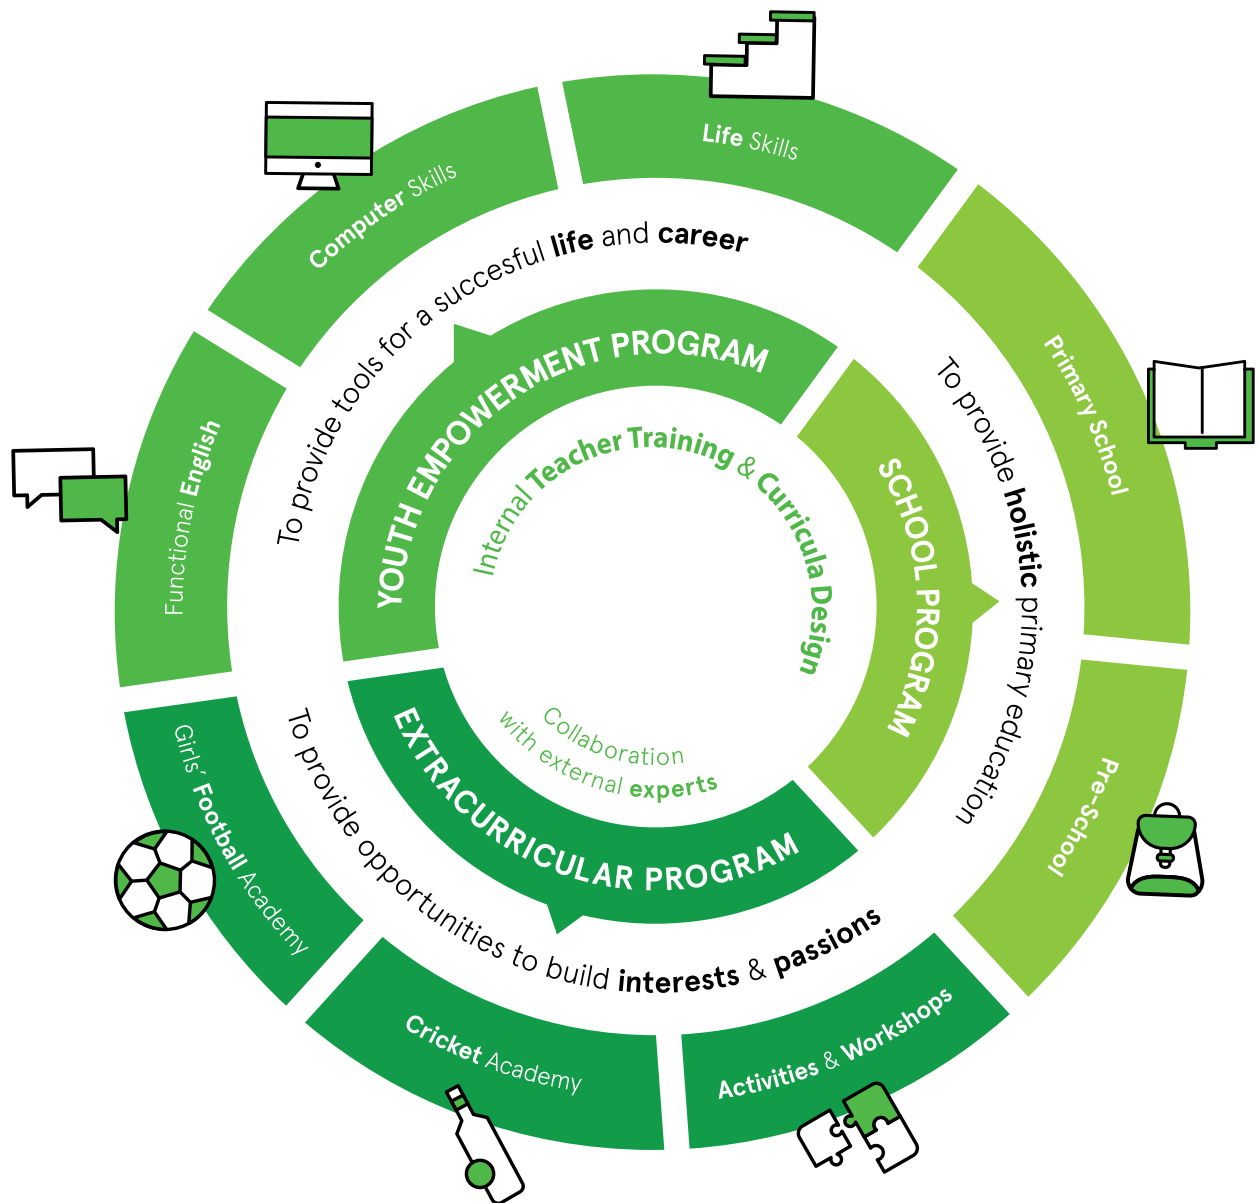 Life Skills
Computer Skills
Functional English
Primary School
Pre-School
Activities & Workshops
Cricket Academy
Girls' Football Academy
To provide tools for a succesful life and career
YOUTH EMPOWERMENT PROGRAM
To provide holistic primary education
SCHOOL PROGRAM
To provide opportunities to build interests & passions
EXTRACURRICULAR PROGRAM
Internal Teacher Training & Curricula Design
Collaboration
with external experts